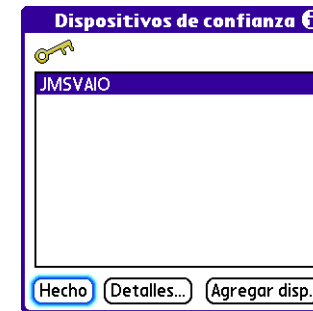 Dispositivos de confianza
JMSVAIO
Hecho
Detalles...
Agregar disp.